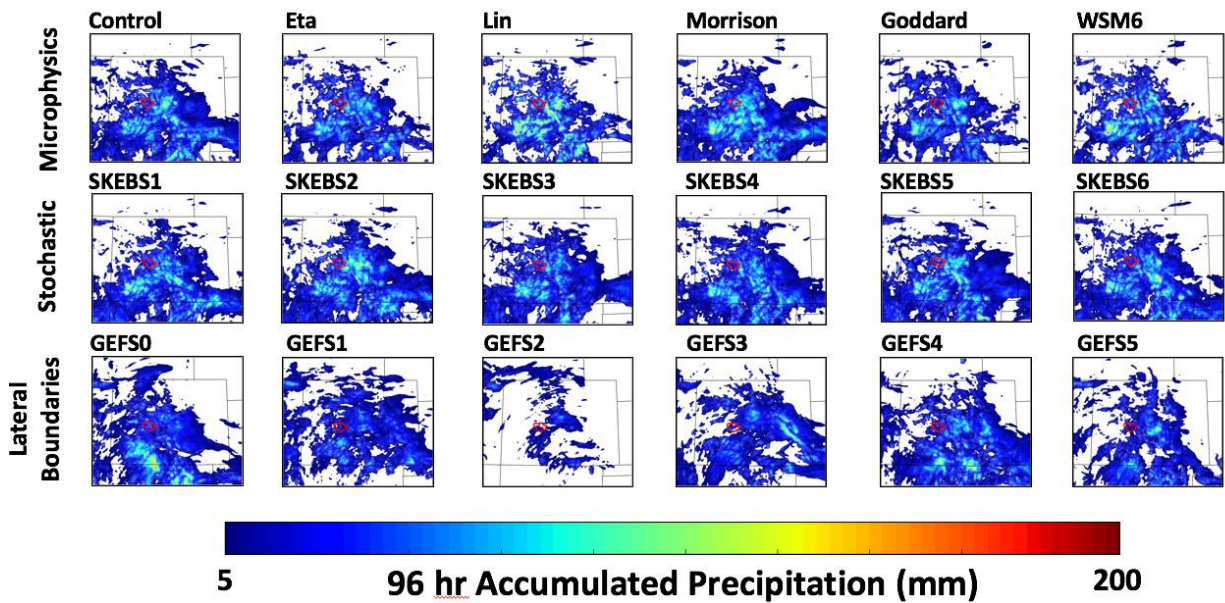 Control Eta Lin Morrison Goddard WSM6
Microphysics
SKEBS1 SKEBS2 SKEBS3 SKEBS4 SKEBS5 SKEBS6
Stochastic
GEFS0 GEFS1 GEFS2 GEFS3 GEFS4 GEFS5
Lateral
Boundaries
5 96 hr Accumulated Precipitation (mm) 200